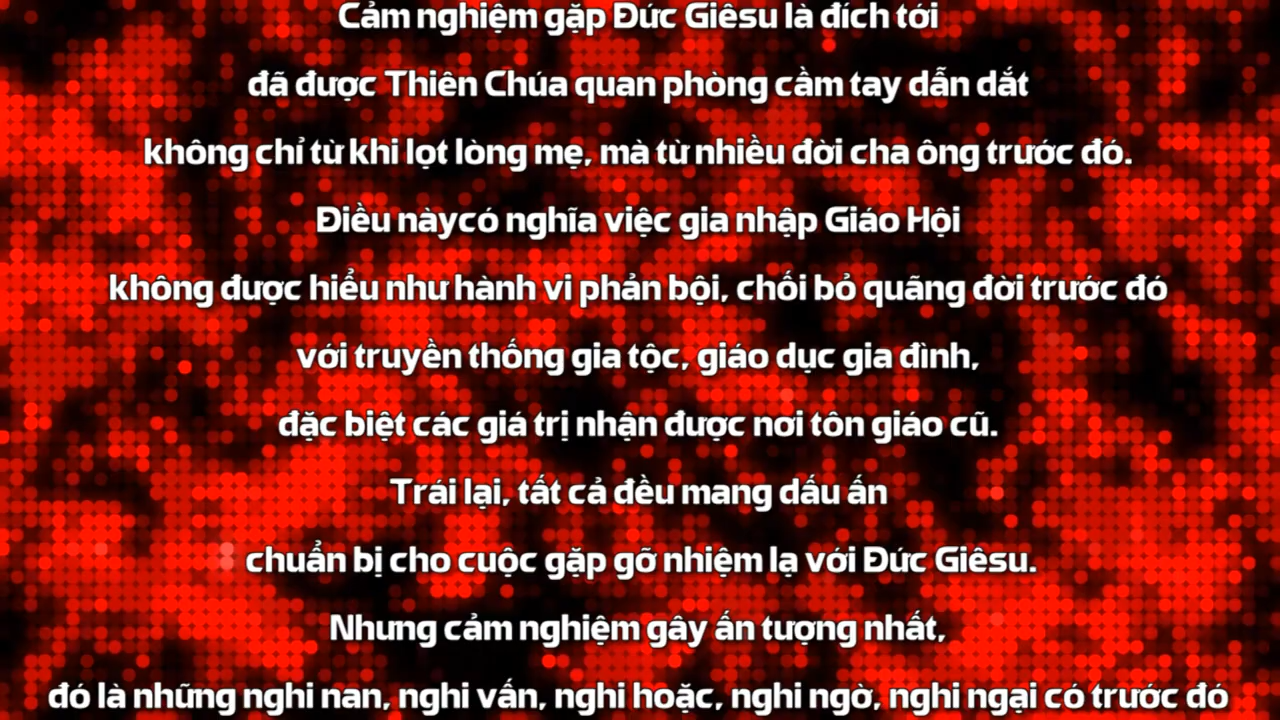 Cảm nghiệm gặp Đức Giêsu là đích tới
đã được Thiên Chúa quan phòng cầm tay dẫn dắt
không chỉ từ khi lọt lòng mẹ, mà từ nhiều đời cha ông trước đó.
Điều nàycó nghĩa việc gia nhập Giáo Hội
không được hiểu như hành vi phản bội, chối bỏ quãng đời trước đó
với truyền thống gia tộc, giáo dục gia đình,
đặc biệt các giá trị nhận được nơi tôn giáo cũ.
Trái lại, tất cả đều mang dấu ấn
chuẩn bị cho cuộc gặp gỡ nhiệm lạ với Đức Giêsu.
Nhưng cảm nghiệm gây ấn tượng nhất,
đó là những nghi nan, nghi vấn, nghi hoặc, nghi ngờ, nghi ngại có trước đó